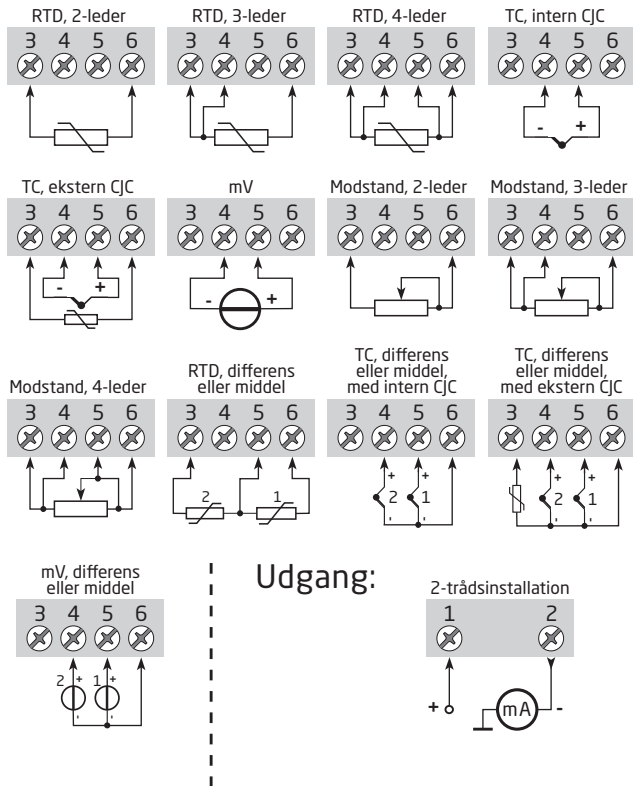 RTD, 2-leder
3 4 5 6
RTD, 3-leder
3 4 5 6
RTD, 4-leder
3 4 5 6
TC, intern CJC
3 4 5 6
- +
TC, ekstern CJC
3 4 5 6
- +
mV
3 4 5 6
- +
Modstand, 2-leder
3 4 5 6
Modstand, 3-leder
3 4 5 6
Modstand, 4-leder
3 4 5 6
RTD, differens
eller middel
3 4 5 6
2 1
TC, differens
eller middel,
med intern CJC
3 4 5 6
+ +
2 1
- -
TC, differens
eller middel,
med ekstern CJC
3 4 5 6
+ +
2 1
- -
mV, differens
eller middel
3 4 5 6
2 + 1 +
- -
Udgang:
2-trådsinstallation
1 2
+ mA -